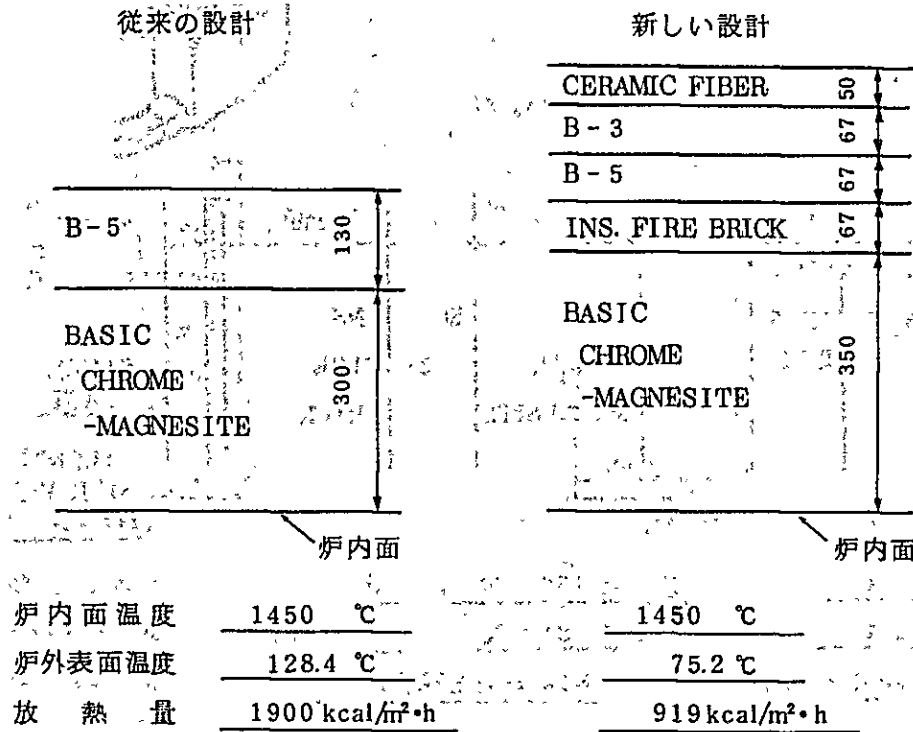 従来の設計
B-5
130
BASIC
CHROME
-MAGNESITE
300
炉内面
新しい設計
CERAMIC FIBER
50
B-3
67
B-5
67
INS. FIRE BRICK
67
BASIC
CHROME
-MAGNESITE
350
炉内面
炉内面温度 1450 ℃ 1450 ℃
炉外表面温度 128.4 ℃ 75.2 ℃
放熱量 1900 kcal/m²•h 919 kcal/m²•h